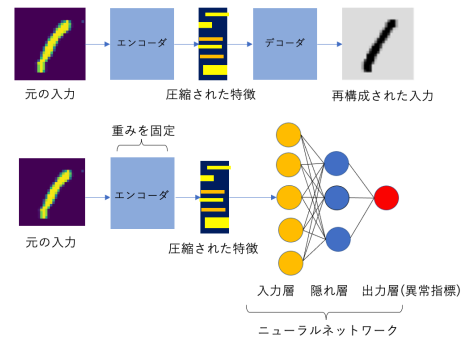 エンコーダ
デコーダ
元の入力
圧縮された特徴
再構成された入力
重みを固定
エンコーダ
元の入力
圧縮された特徴
入力層
隠れ層
出力層(異常指標)
ニューラルネットワーク